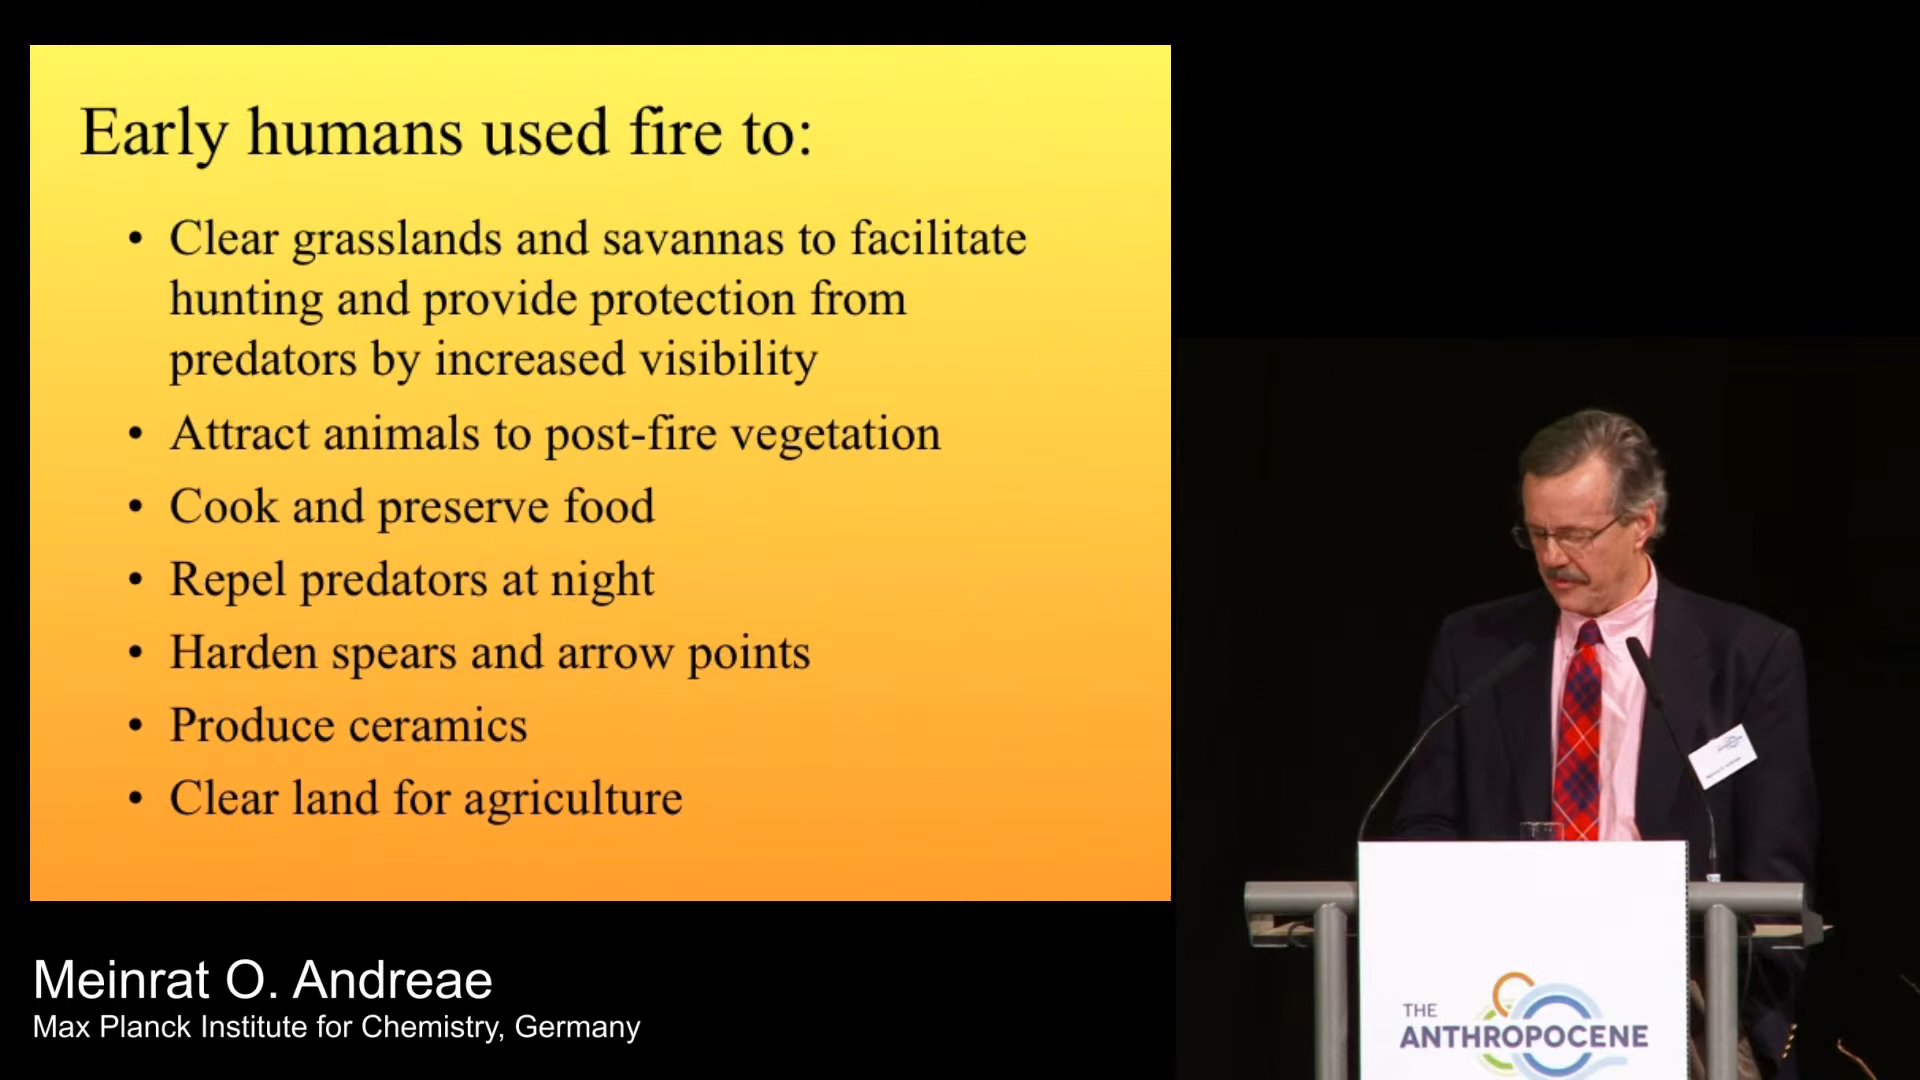 Early humans used fire to:
• Clear grasslands and savannas to facilitate
hunting and provide protection from
predators by increased visibility
• Attract animals to post-fire vegetation
• Cook and preserve food
• Repel predators at night
• Harden spears and arrow points
• Produce ceramics
• Clear land for agriculture
Meinrat O. Andreae
Max Planck Institute for Chemistry, Germany
THE
ANTHROPOCENE